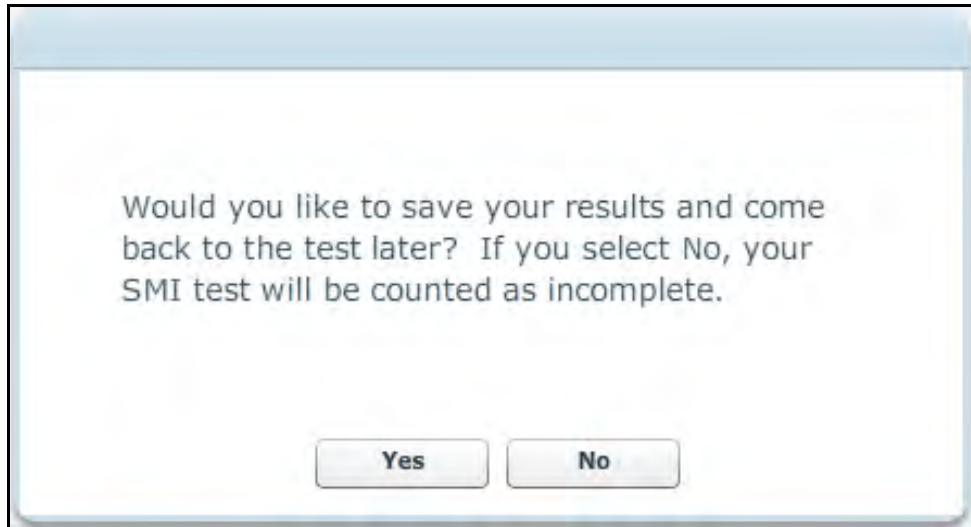 Would you like to save your results and come
back to the test later?  If you select No, your
SMI test will be counted as incomplete.
Yes
No